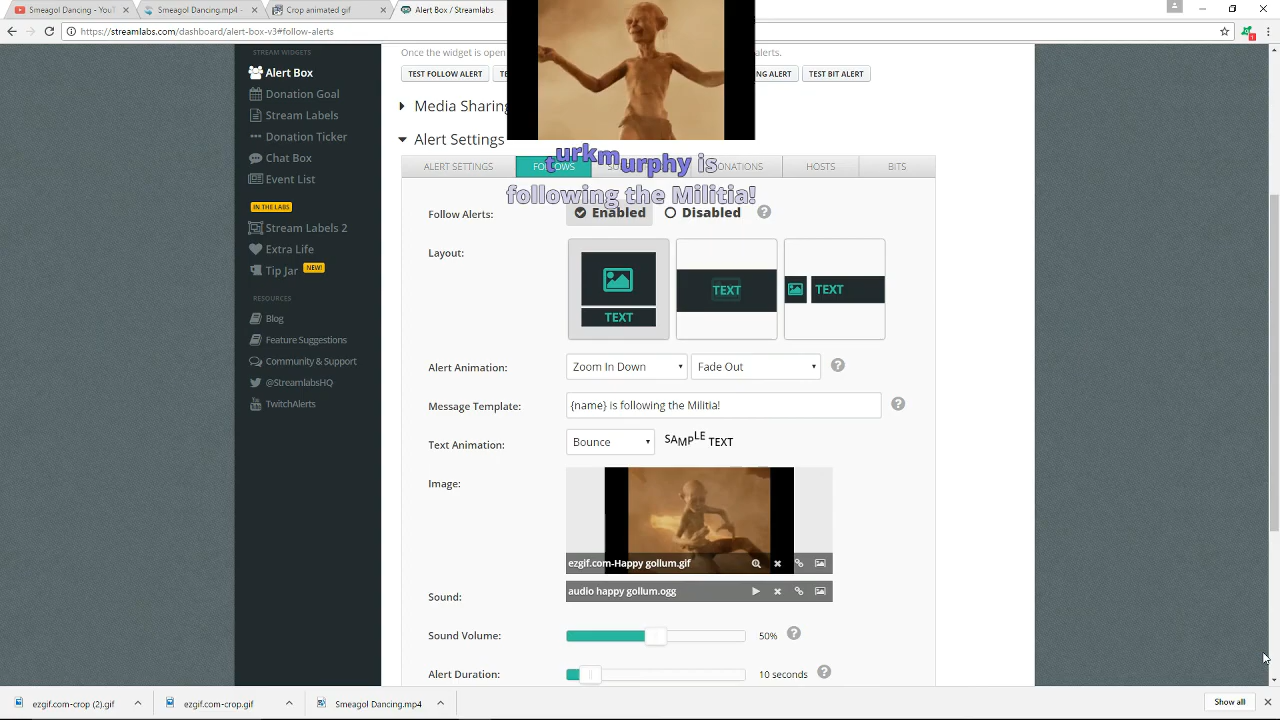 Smeagol Dancing - YouT
Smeagol Dancing.mp4 -
Crop animated gif
Alert Box / Streamlabs
https://streamlabs.com/dashboard/alert-box-v3#follow-alerts
STREAM WIDGETS
Alert Box
Donation Goal
Stream Labels
Donation Ticker
Chat Box
Event List
IN THE LABS
Stream Labels 2
Extra Life
Tip Jar NEW!
RESOURCES
Blog
Feature Suggestions
Community & Support
@StreamlabsHQ
TwitchAlerts
Once the widget is open
TEST FOLLOW ALERT
TEST BIT ALERT
Media Sharing
Alert Settings
turkmurphy is
following the Militia!
ALERT SETTINGS FOLLOWS HOSTS BITS
Follow Alerts: Enabled Disabled
Layout: TEXT TEXT TEXT
Alert Animation: Zoom In Down Fade Out
Message Template: {name} is following the Militia!
Text Animation: Bounce SAMPLE TEXT
Image:
ezgif.com-Happy gollum.gif
audio happy gollum.ogg
Sound:
Sound Volume: 50%
Alert Duration: 10 seconds
ezgif.com-crop (2).gif
ezgif.com-crop.gif
Smeagol Dancing.mp4
Show all